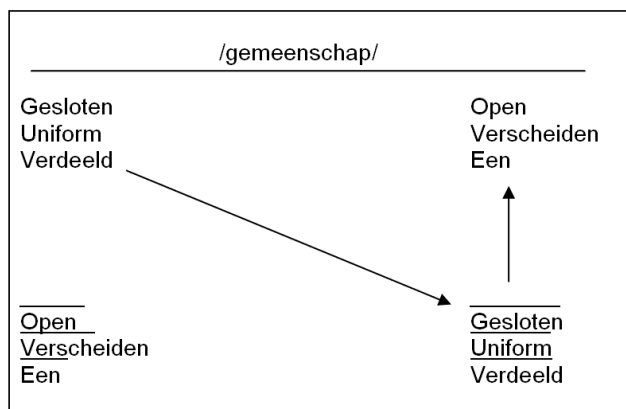 /gemeenschap/
Gesloten
Uniform
Verdeeld
Open
Verscheiden
Een
Open
Verscheiden
Een
Gesloten
Uniform
Verdeeld